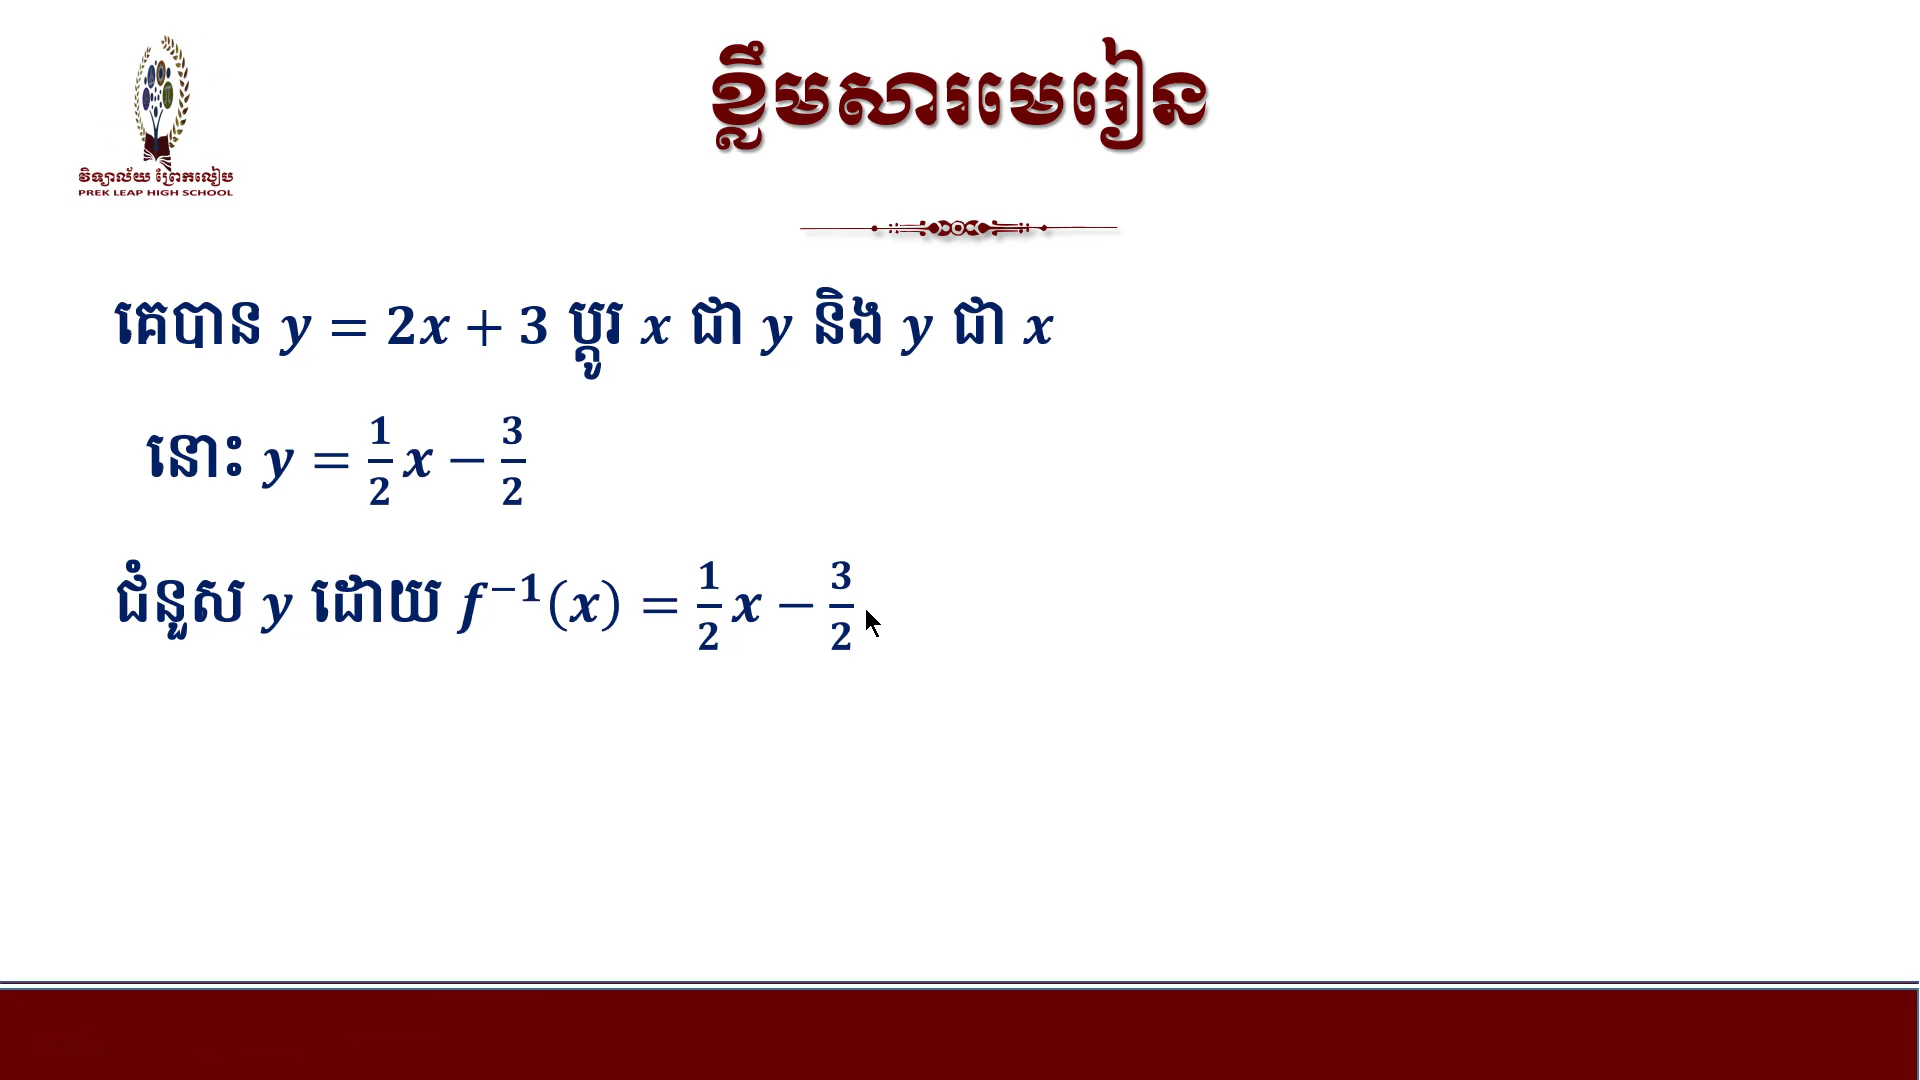 ខ្លឹមសារមេរៀន
វិទ្យាល័យ ព្រែកលៀប
PREK LEAP HIGH SCHOOL
គេបាន y = 2x + 3 ប្តូរ x ជា y និង y ជា x
នោះ y = 1/2 x − 3/2
ជំនួស y ដោយ f⁻¹(x) = 1/2 x − 3/2